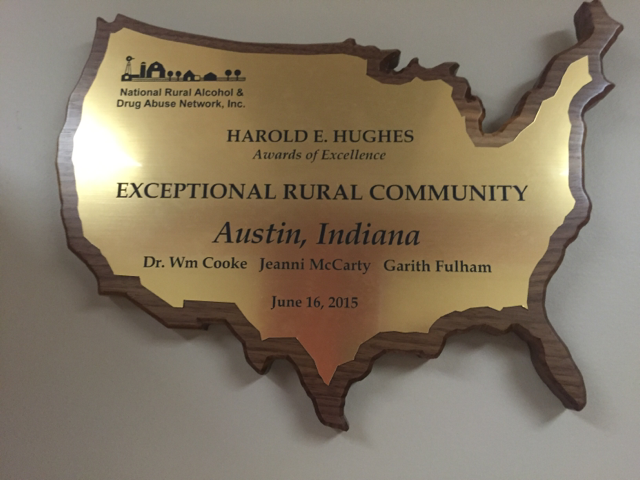 National Rural Alcohol &
Drug Abuse Network, Inc.
HAROLD E. HUGHES
Awards of Excellence
EXCEPTIONAL RURAL COMMUNITY
Austin, Indiana
Dr. Wm Cooke Jeanni McCarty Garith Fulham
June 16, 2015